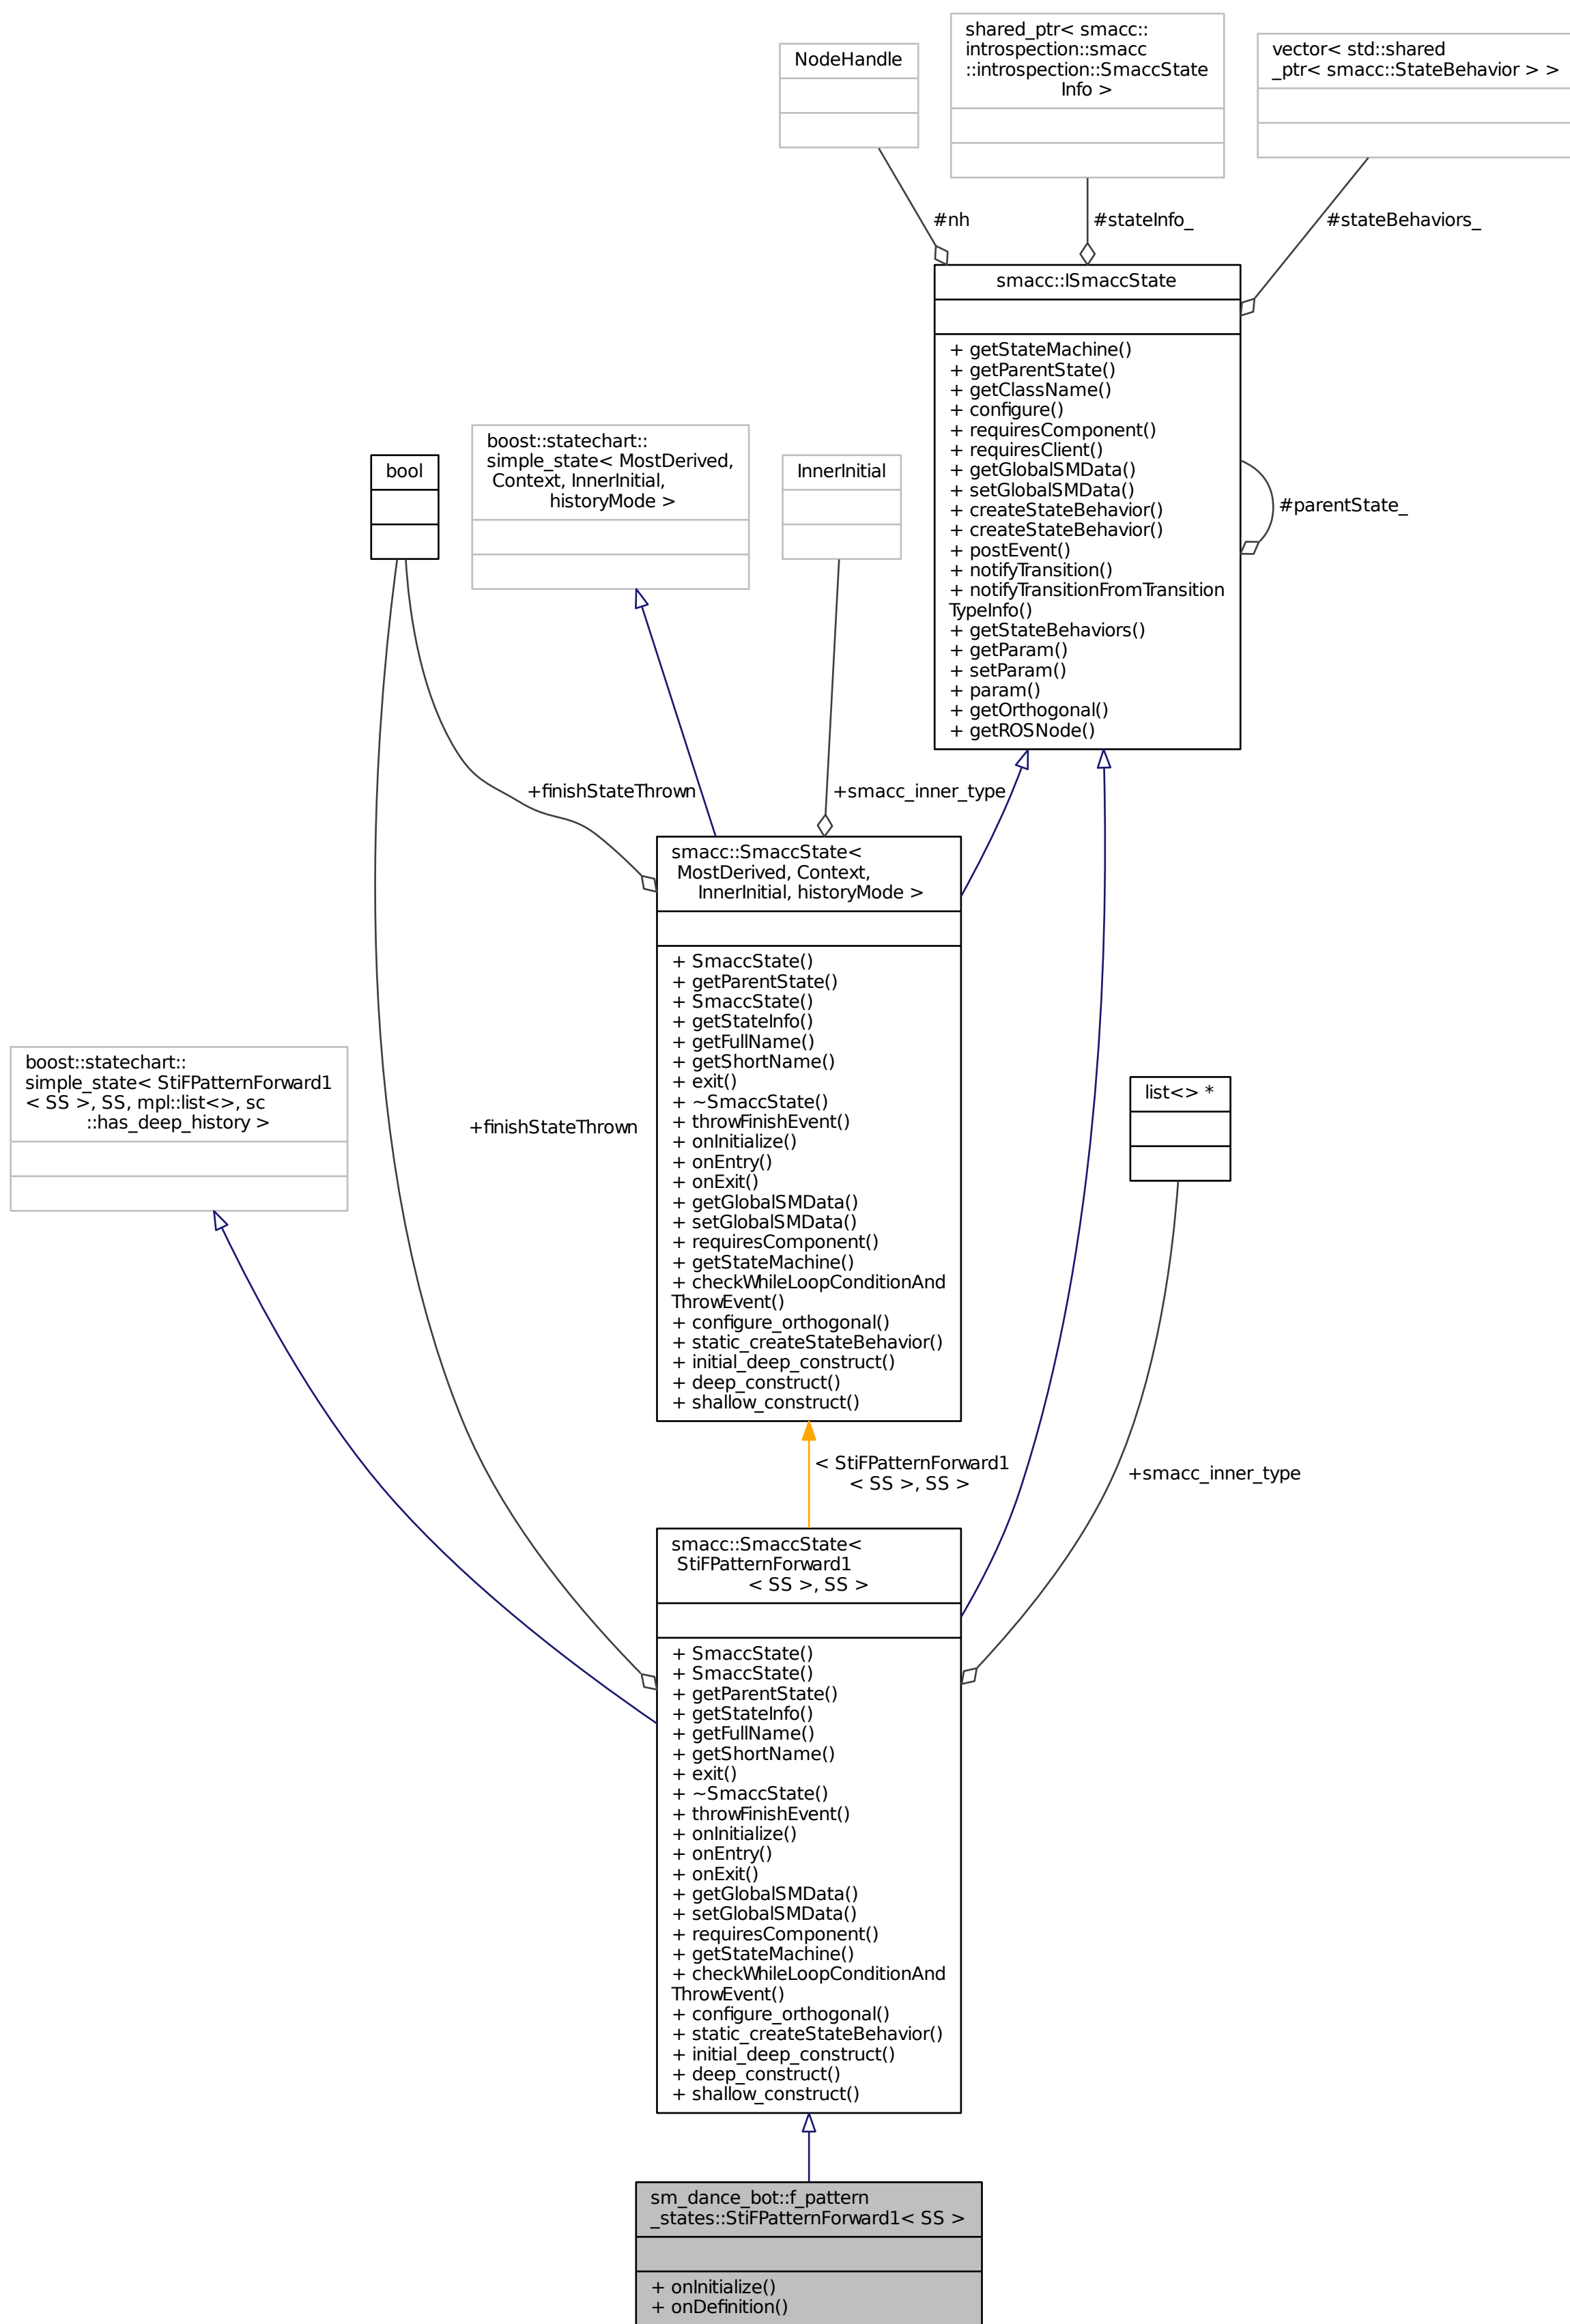 NodeHandle
shared_ptr< smacc::
introspection::smacc
::introspection::SmaccState
Info >
vector< std::shared
_ptr< smacc::StateBehavior > >
#nh
#stateInfo_
#stateBehaviors_
smacc::ISmaccState
+ getStateMachine()
+ getParentState()
+ getClassName()
+ configure()
+ requiresComponent()
+ requiresClient()
+ getGlobalSMData()
+ setGlobalSMData()
+ createStateBehavior()
+ createStateBehavior()
+ postEvent()
+ notifyTransition()
+ notifyTransitionFromTransition
TypeInfo()
+ getStateBehaviors()
+ getParam()
+ setParam()
+ param()
+ getOrthogonal()
+ getROSNode()
#parentState_
bool
boost::statechart::
simple_state< MostDerived,
Context, InnerInitial,
historyMode >
InnerInitial
+finishStateThrown
+smacc_inner_type
smacc::SmaccState<
MostDerived, Context,
InnerInitial, historyMode >
+ SmaccState()
+ getParentState()
+ SmaccState()
+ getStateInfo()
+ getFullName()
+ getShortName()
+ exit()
+ ~SmaccState()
+ throwFinishEvent()
+ onInitialize()
+ onEntry()
+ onExit()
+ getGlobalSMData()
+ setGlobalSMData()
+ requiresComponent()
+ getStateMachine()
+ checkWhileLoopConditionAnd
ThrowEvent()
+ configure_orthogonal()
+ static_createStateBehavior()
+ initial_deep_construct()
+ deep_construct()
+ shallow_construct()
boost::statechart::
simple_state< StiFPatternForward1
< SS >, SS, mpl::list<>, sc
::has_deep_history >
+finishStateThrown
list<> *
< StiFPatternForward1
< SS >, SS >
+smacc_inner_type
smacc::SmaccState<
StiFPatternForward1
< SS >, SS >
+ SmaccState()
+ SmaccState()
+ getParentState()
+ getStateInfo()
+ getFullName()
+ getShortName()
+ exit()
+ ~SmaccState()
+ throwFinishEvent()
+ onInitialize()
+ onEntry()
+ onExit()
+ getGlobalSMData()
+ setGlobalSMData()
+ requiresComponent()
+ getStateMachine()
+ checkWhileLoopConditionAnd
ThrowEvent()
+ configure_orthogonal()
+ static_createStateBehavior()
+ initial_deep_construct()
+ deep_construct()
+ shallow_construct()
sm_dance_bot::f_pattern
_states::StiFPatternForward1< SS >
+ onInitialize()
+ onDefinition()